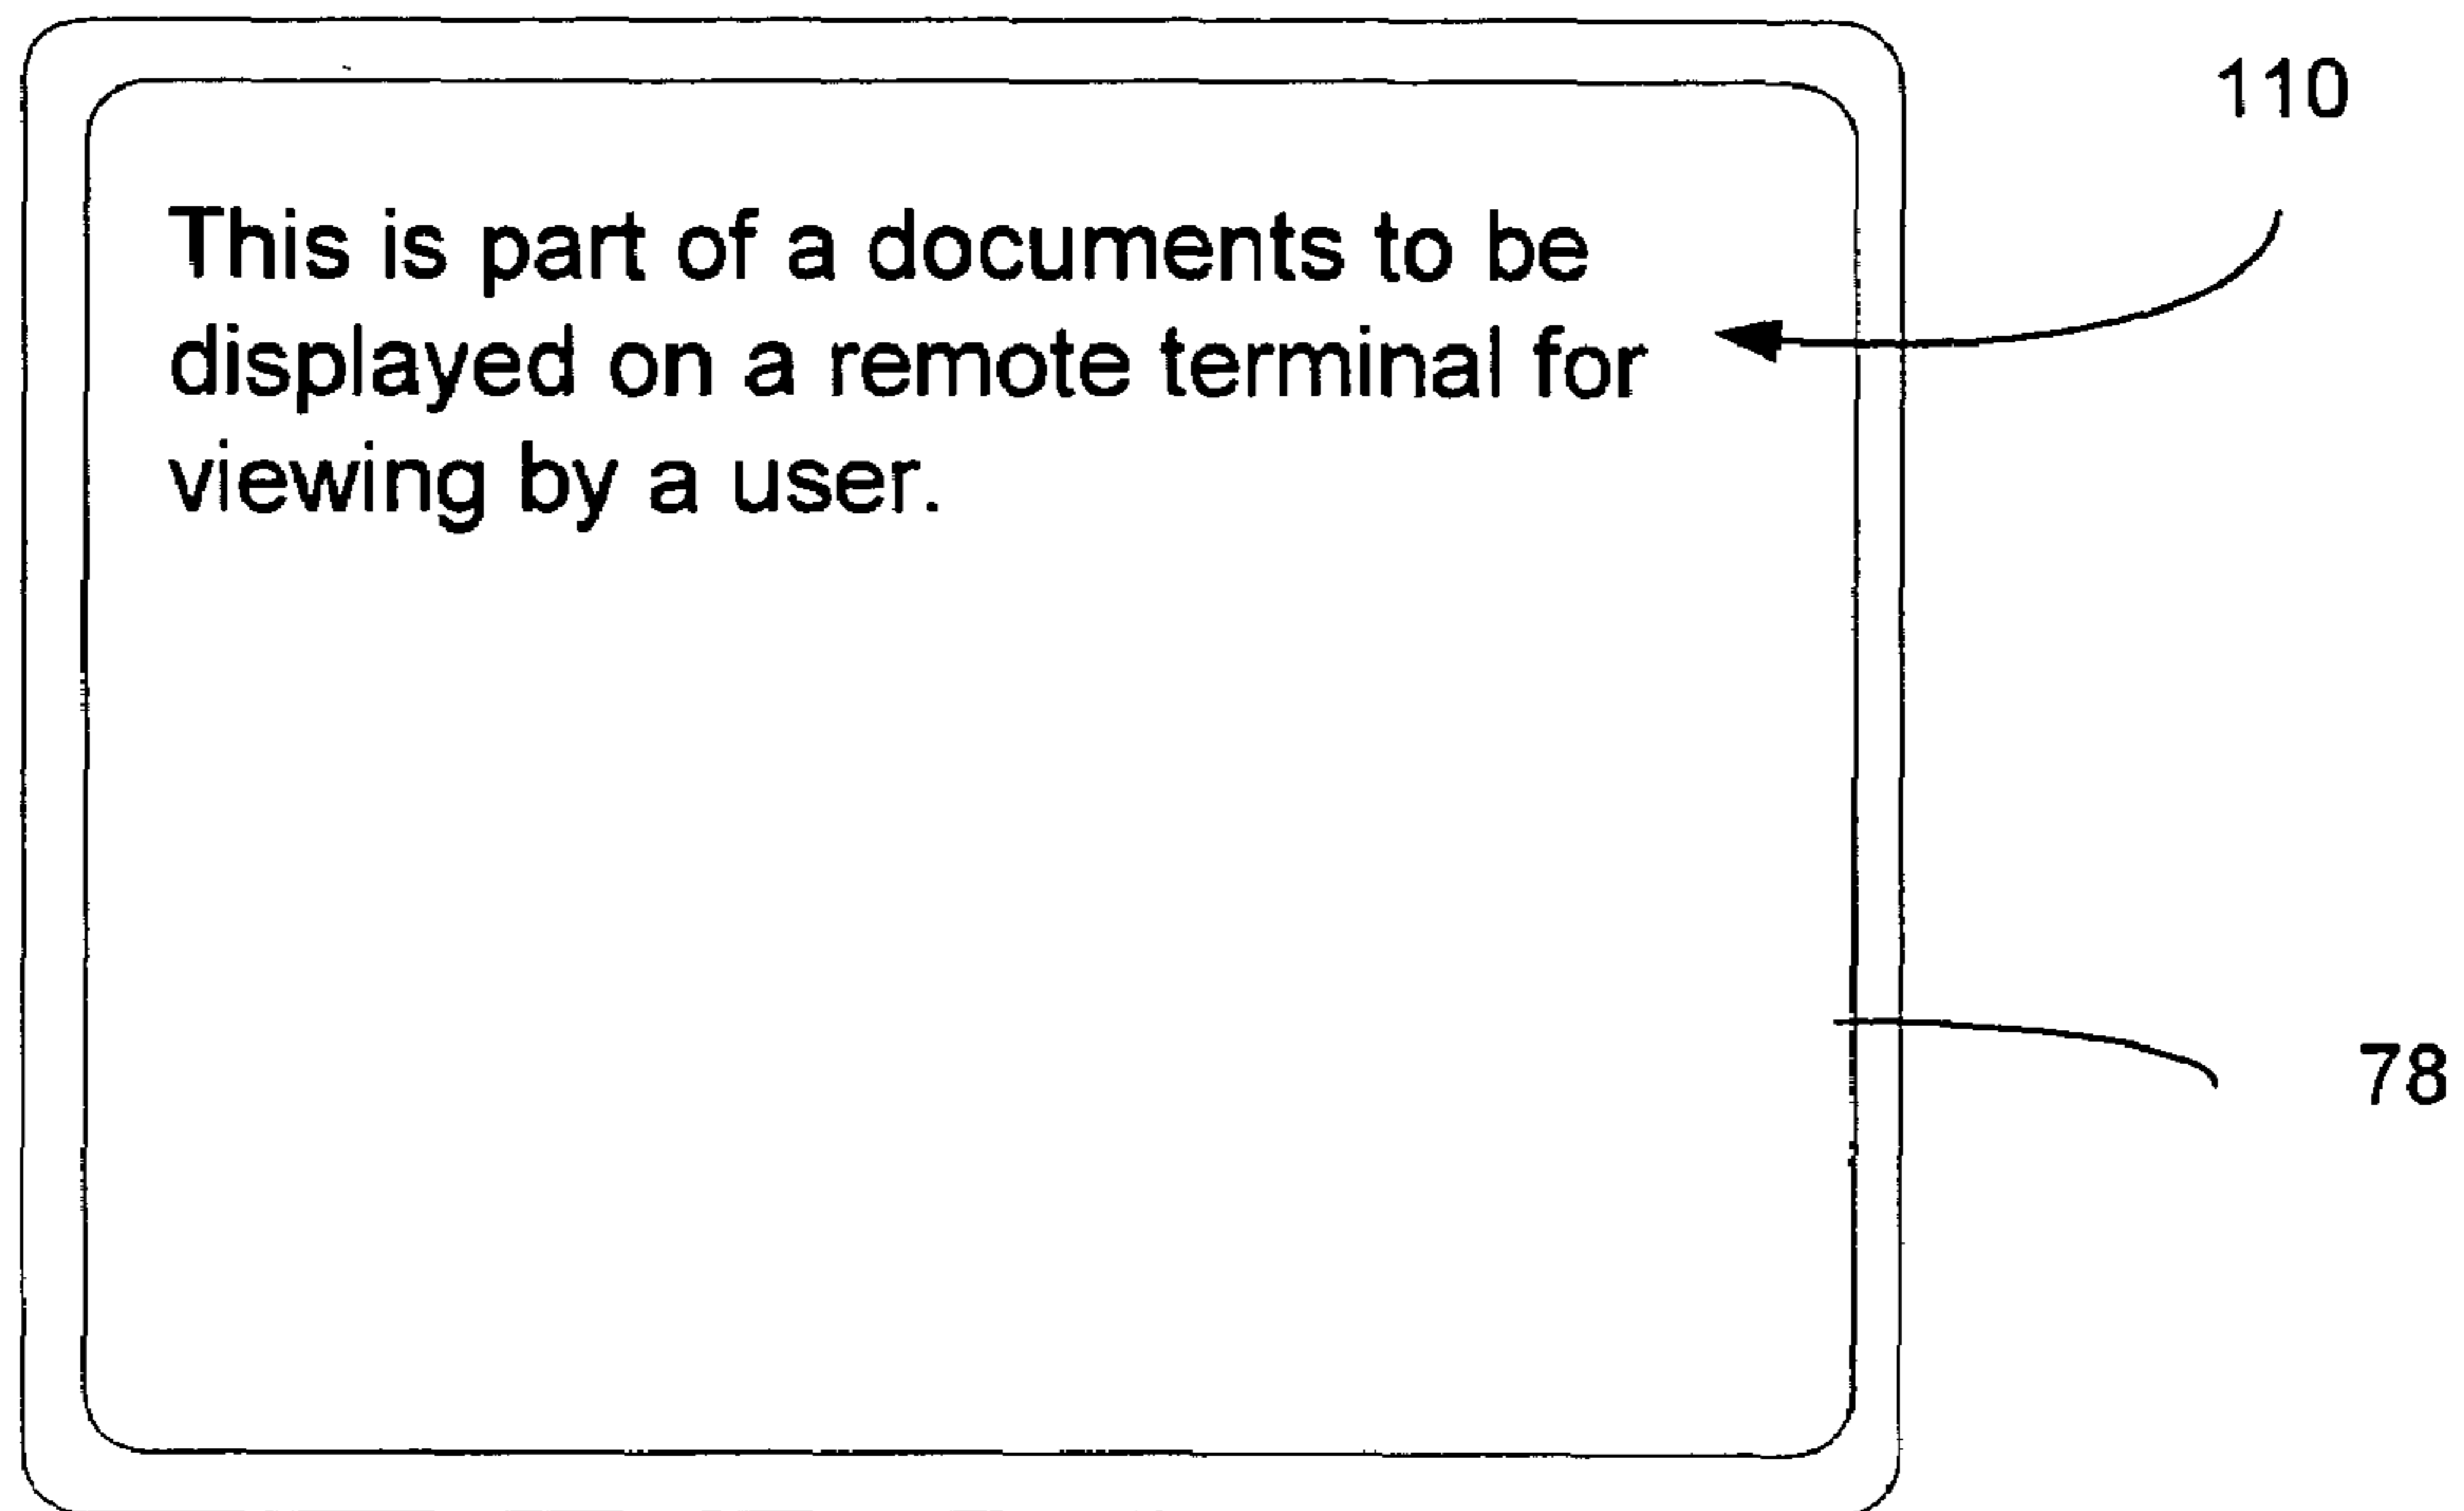 110
This is part of a documents to be
displayed on a remote terminal for
viewing by a user.
78